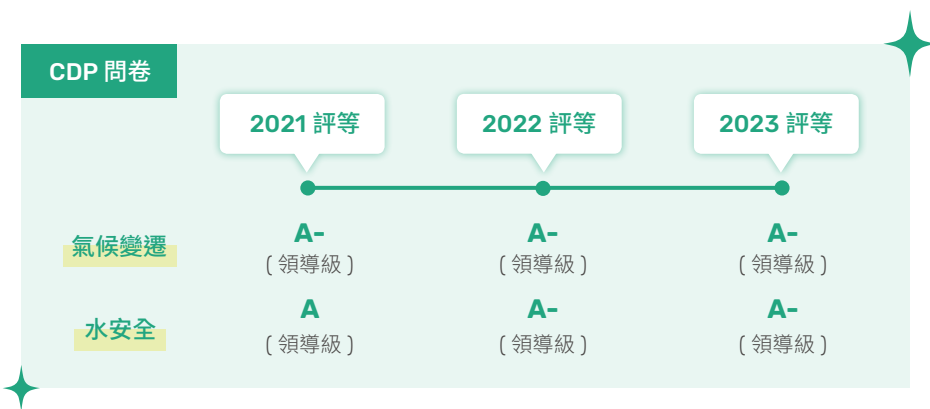 CDP 問卷
2021 評等 2022 評等 2023 評等
氣候變遷 A- A- A-
( 領導級 ) ( 領導級 ) ( 領導級 )
水安全 A A- A-
( 領導級 ) ( 領導級 ) ( 領導級 )